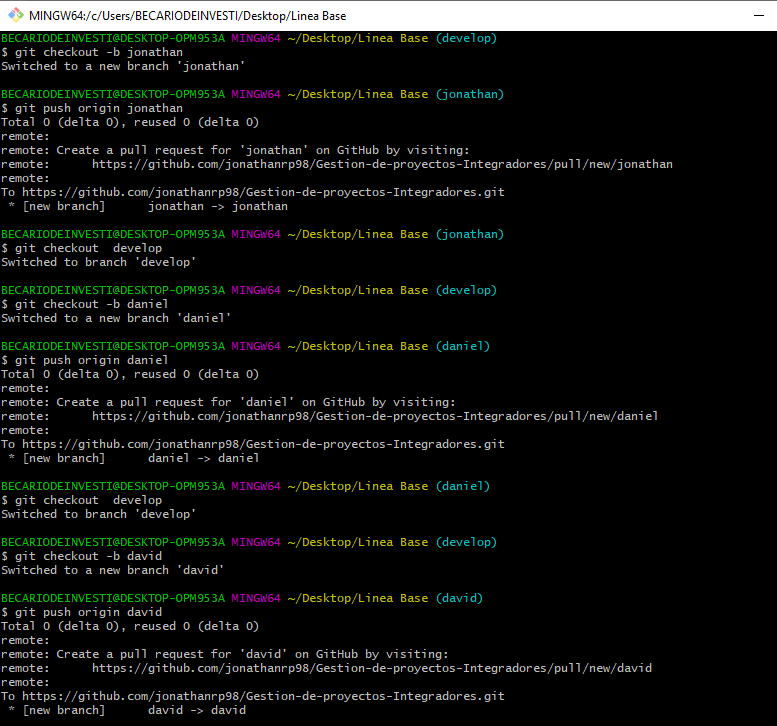 MINGW64:/c/Users/BECARIODEINVESTI/Desktop/Linea Base
BECARIODEINVESTI@DESKTOP-OPM953A MINGW64 ~/Desktop/Linea Base (develop)
$ git checkout -b jonathan
Switched to a new branch 'jonathan'
BECARIODEINVESTI@DESKTOP-OPM953A MINGW64 ~/Desktop/Linea Base (jonathan)
$ git push origin jonathan
Total 0 (delta 0), reused 0 (delta 0)
remote:
remote: Create a pull request for 'jonathan' on GitHub by visiting:
remote:      https://github.com/jonathanrp98/Gestion-de-proyectos-Integradores/pull/new/jonathan
remote:
To https://github.com/jonathanrp98/Gestion-de-proyectos-Integradores.git
 * [new branch]      jonathan -> jonathan
BECARIODEINVESTI@DESKTOP-OPM953A MINGW64 ~/Desktop/Linea Base (jonathan)
$ git checkout  develop
Switched to branch 'develop'
BECARIODEINVESTI@DESKTOP-OPM953A MINGW64 ~/Desktop/Linea Base (develop)
$ git checkout -b daniel
Switched to a new branch 'daniel'
BECARIODEINVESTI@DESKTOP-OPM953A MINGW64 ~/Desktop/Linea Base (daniel)
$ git push origin daniel
Total 0 (delta 0), reused 0 (delta 0)
remote:
remote: Create a pull request for 'daniel' on GitHub by visiting:
remote:      https://github.com/jonathanrp98/Gestion-de-proyectos-Integradores/pull/new/daniel
remote:
To https://github.com/jonathanrp98/Gestion-de-proyectos-Integradores.git
 * [new branch]      daniel -> daniel
BECARIODEINVESTI@DESKTOP-OPM953A MINGW64 ~/Desktop/Linea Base (daniel)
$ git checkout  develop
Switched to branch 'develop'
BECARIODEINVESTI@DESKTOP-OPM953A MINGW64 ~/Desktop/Linea Base (develop)
$ git checkout -b david
Switched to a new branch 'david'
BECARIODEINVESTI@DESKTOP-OPM953A MINGW64 ~/Desktop/Linea Base (david)
$ git push origin david
Total 0 (delta 0), reused 0 (delta 0)
remote:
remote: Create a pull request for 'david' on GitHub by visiting:
remote:      https://github.com/jonathanrp98/Gestion-de-proyectos-Integradores/pull/new/david
remote:
To https://github.com/jonathanrp98/Gestion-de-proyectos-Integradores.git
 * [new branch]      david -> david